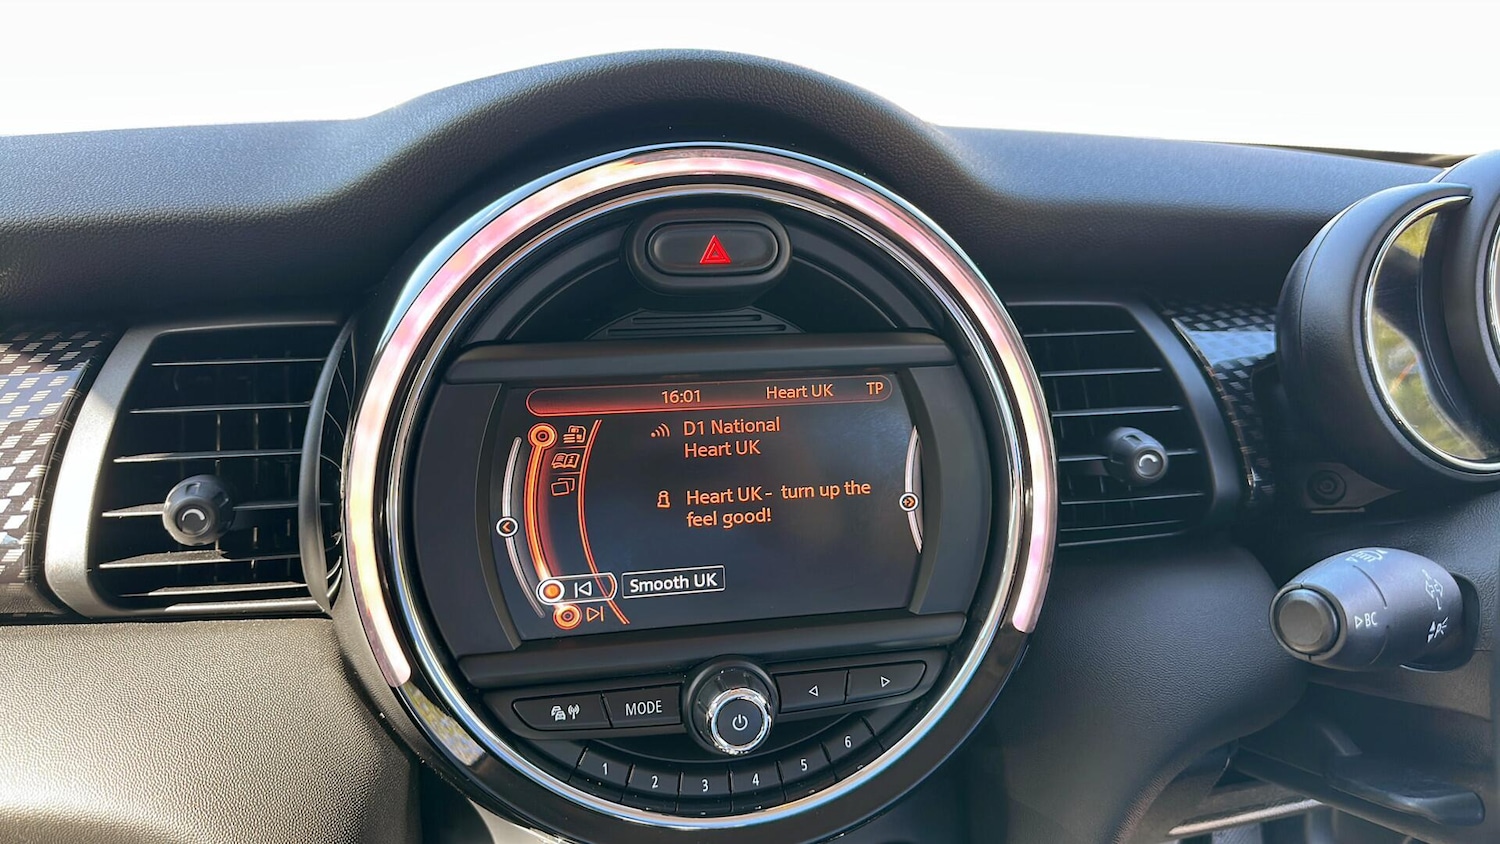 16:01 Heart UK TP
D1 National
Heart UK
Heart UK - turn up the
feel good!
Smooth UK
MODE
1 2 3 4 5 6
BC